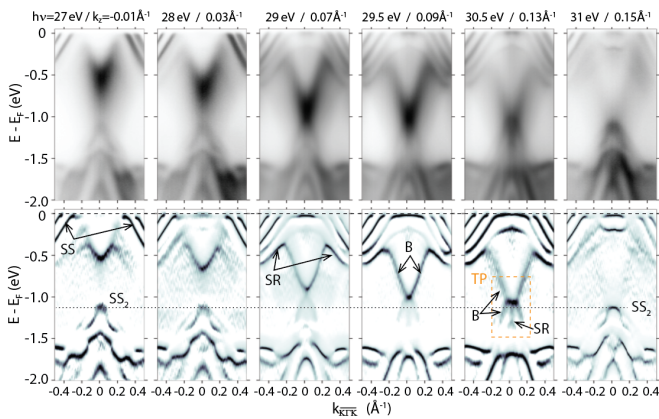 hν=27 eV / k_z=-0.01Å⁻¹ 28 eV / 0.03Å⁻¹ 29 eV / 0.07Å⁻¹ 29.5 eV / 0.09Å⁻¹ 30.5 eV / 0.13Å⁻¹ 31 eV / 0.15Å⁻¹
0
-0.5
-1.0
-1.5
-2.0
E - E_F (eV)
0
-0.5
-1.0
-1.5
-2.0
E - E_F (eV)
SS
SS₂
SR
B
TP
B
SR
SS₂
-0.4 -0.2 0 0.2 0.4 -0.4 -0.2 0 0.2 0.4 -0.4 -0.2 0 0.2 0.4 -0.4 -0.2 0 0.2 0.4 -0.4 -0.2 0 0.2 0.4 -0.4 -0.2 0 0.2 0.4
k_K̅Γ̅K̅ (Å⁻¹)